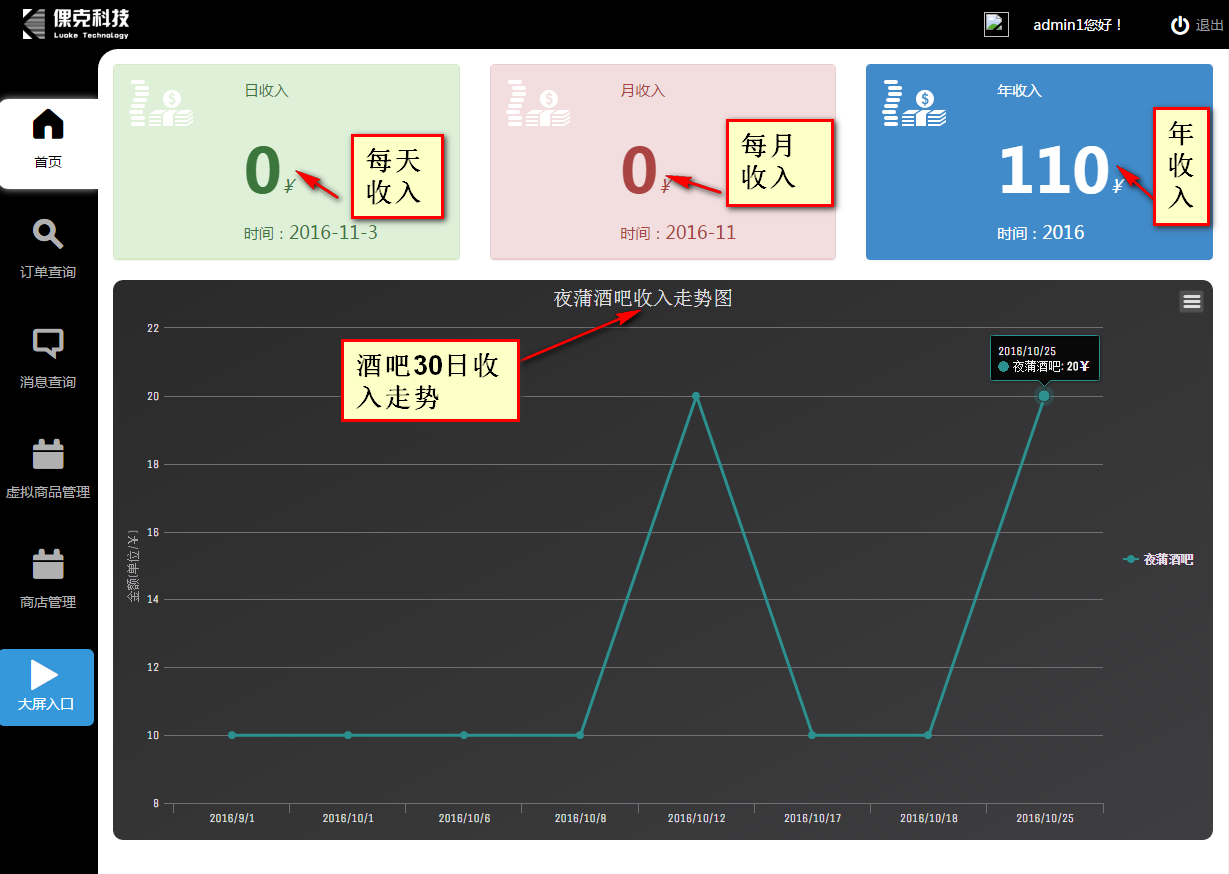 倮克科技
Luoke Technology
admin1您好！
退出
首页
订单查询
消息查询
虚拟商品管理
商店管理
大屏入口
日收入
0¥
时间：2016-11-3
每天
收入
月收入
0¥
时间：2016-11
每月
收入
年收入
110¥
时间：2016
年
收
入
夜蒲酒吧收入走势图
酒吧30日收
入走势
2016/10/25
夜蒲酒吧: 20¥
金额(单位/大)
22
20
18
16
14
12
10
8
2016/9/1
2016/10/1
2016/10/6
2016/10/8
2016/10/12
2016/10/17
2016/10/18
2016/10/25
夜蒲酒吧